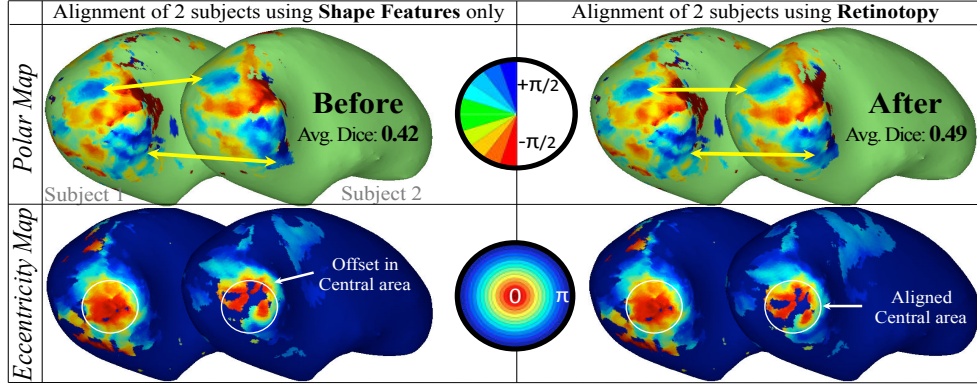 Alignment of 2 subjects using Shape Features only
Alignment of 2 subjects using Retinotopy
Polar Map
Before
Avg. Dice: 0.42
Subject 1
Subject 2
+π/2
-π/2
After
Avg. Dice: 0.49
Eccentricity Map
Offset in
Central area
0
π
Aligned
Central area